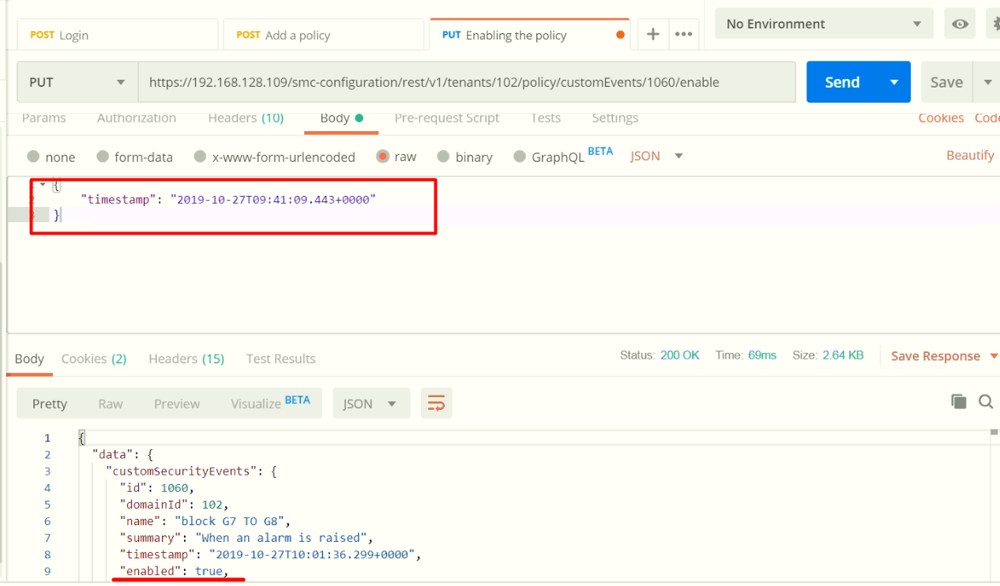 POST Login
POST Add a policy
PUT Enabling the policy
No Environment
PUT
https://192.168.128.109/smc-configuration/rest/v1/tenants/102/policy/customEvents/1060/enable
Send
Save
Params Authorization Headers (10) Body Pre-request Script Tests Settings Cookies
none form-data x-www-form-urlencoded raw binary GraphQL BETA JSON Beautify
{
2 "timestamp": "2019-10-27T09:41:09.443+0000"
}
Body Cookies (2) Headers (15) Test Results Status: 200 OK Time: 69ms Size: 2.64 KB Save Response
Pretty Raw Preview Visualize BETA JSON
1 {
2 "data": {
3 "customSecurityEvents": {
4 "id": 1060,
5 "domainId": 102,
6 "name": "block G7 TO G8",
7 "summary": "When an alarm is raised",
8 "timestamp": "2019-10-27T10:01:36.299+0000",
9 "enabled": true,